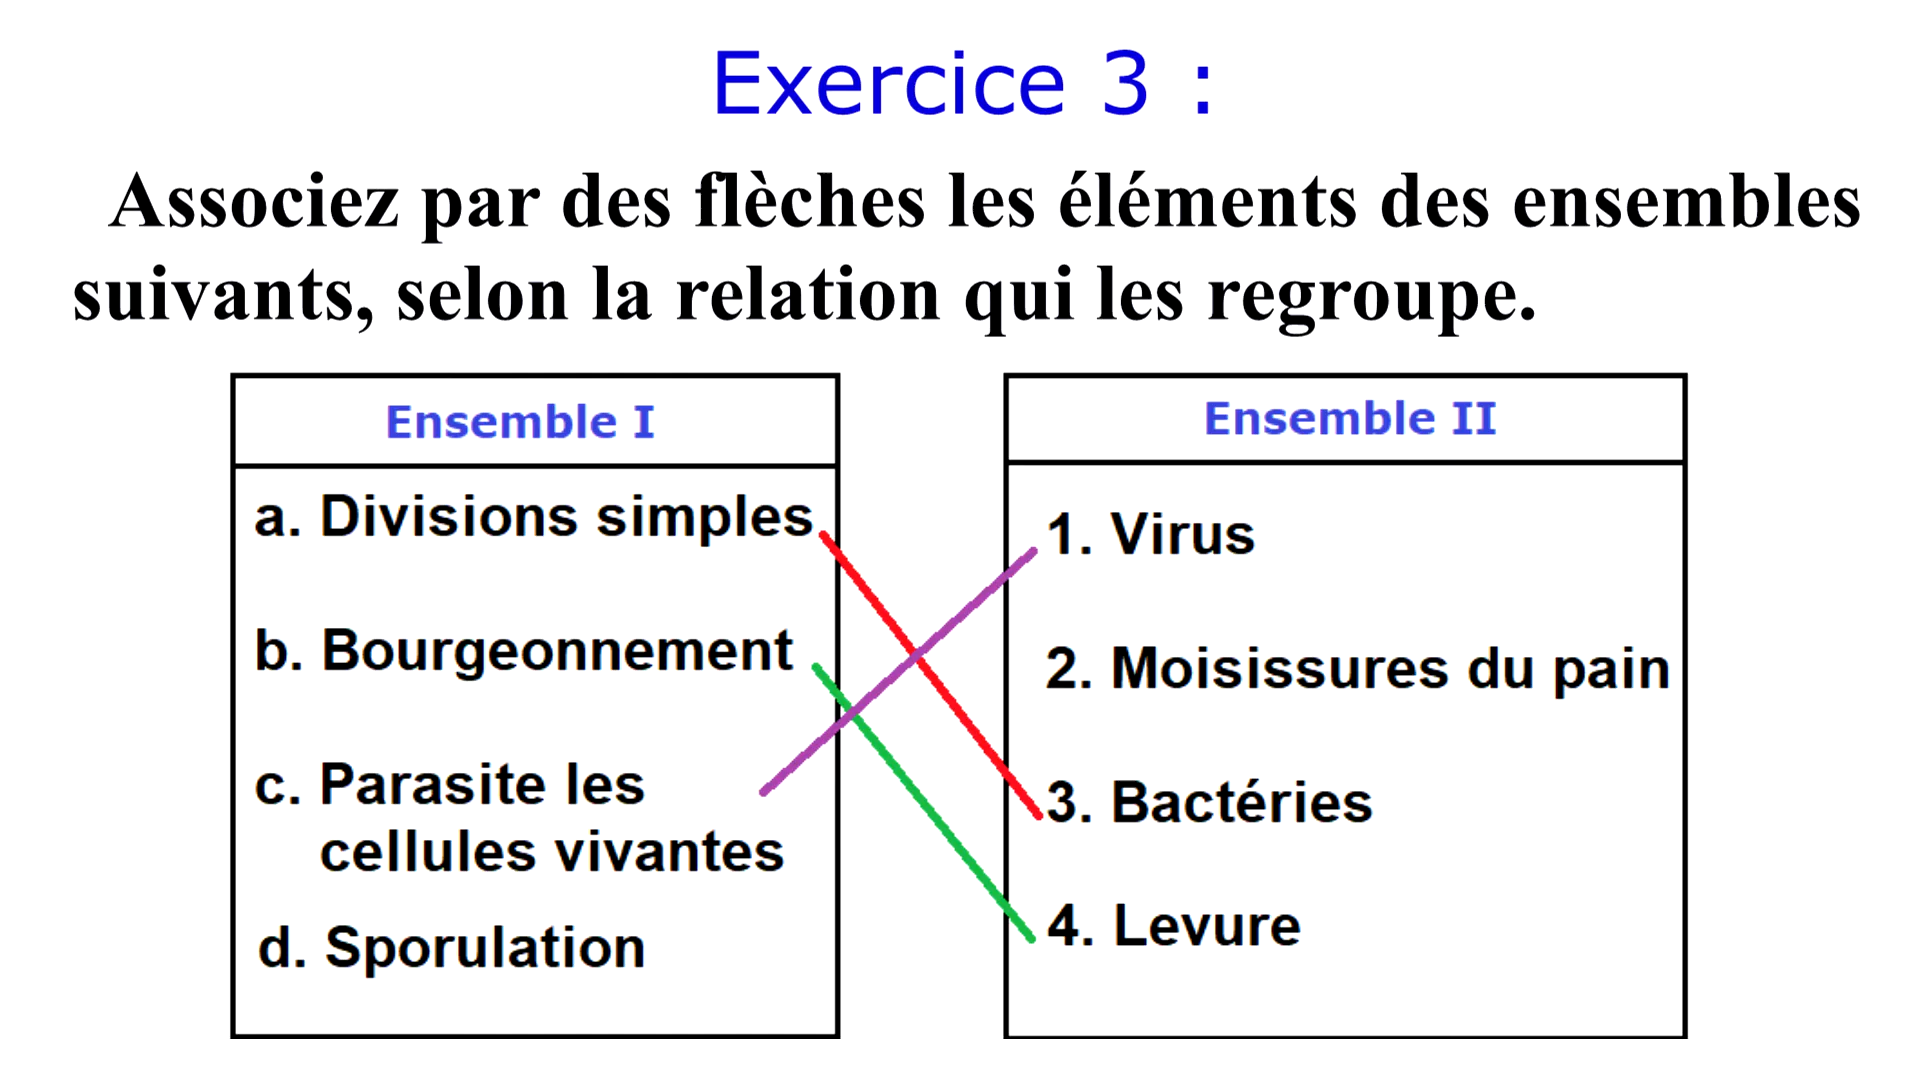 Exercice 3 :
Associez par des flèches les éléments des ensembles
suivants, selon la relation qui les regroupe.
Ensemble I
a. Divisions simples
b. Bourgeonnement
c. Parasite les
cellules vivantes
d. Sporulation
Ensemble II
1. Virus
2. Moisissures du pain
3. Bactéries
4. Levure